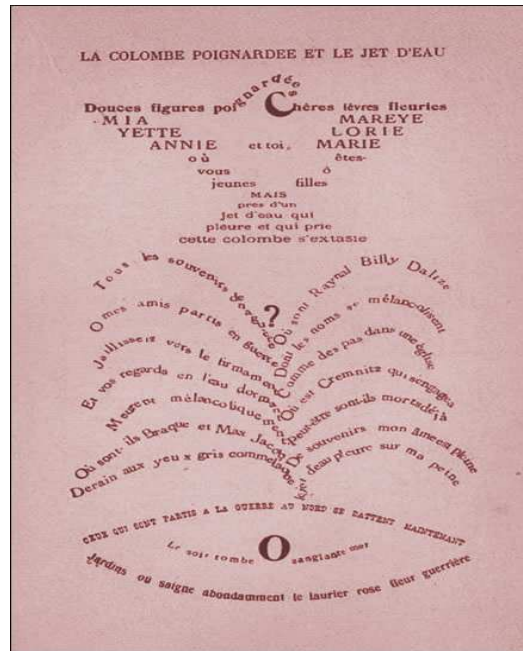 LA COLOMBE POIGNARDEE ET LE JET D'EAU
Douces figures poignardées Chères lèvres fleuries
MIA MAREYE
YETTE LORIE
ANNIE et toi, MARIE
où êtes-
vous ô
jeunes filles
MAIS
près d'un
jet d'eau qui
pleure et qui prie
cette colombe s'extasie
Tous les souvenirs de naguère
O mes amis partis en guerre
Jaillissent vers le firmament
Et vos regards en l'eau dormant
Meurent mélancoliquement
Où sont-ils Braque et Max Jacob
Derain aux yeux gris comme l'aube
?
Où sont Raynal Billy Dalize
Dont les noms se mélancolisent
Comme des pas dans une église
Où est Cremnitz qui s'engagea
Peut-être sont-ils morts déjà
De souvenirs mon âme est pleine
Le jet d'eau pleure sur ma peine
CEUX QUI SONT PARTIS A LA GUERRE AU NORD SE BATTENT MAINTENANT
Le soir tombe O sanglante mer
Jardins où saigne abondamment le laurier rose fleur guerrière